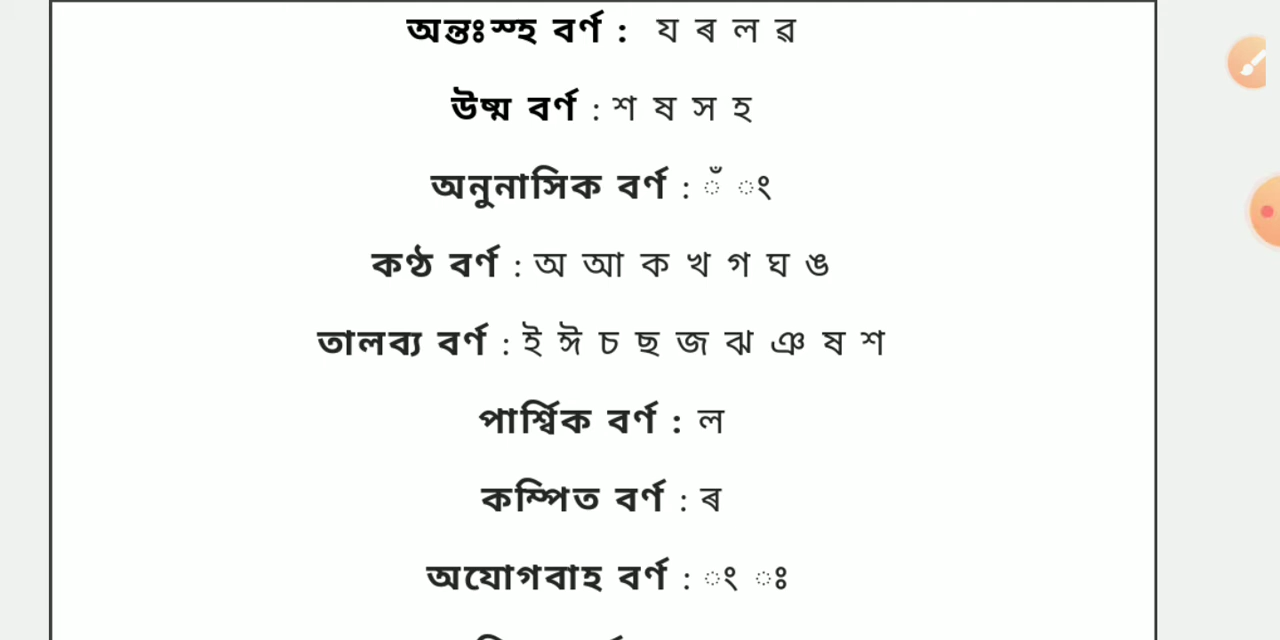 অন্তঃস্হ বৰ্ণ : য ৰ ল ৱ
উষ্ম বৰ্ণ : শ ষ স হ
অনুনাসিক বৰ্ণ : ঁ ং
কণ্ঠ বৰ্ণ : অ আ ক খ গ ঘ ঙ
তালব্য বৰ্ণ : ই ঈ চ ছ জ ঝ ঞ ষ শ
পাৰ্শ্বিক বৰ্ণ : ল
কম্পিত বৰ্ণ : ৰ
অযোগবাহ বৰ্ণ : ং ঃ